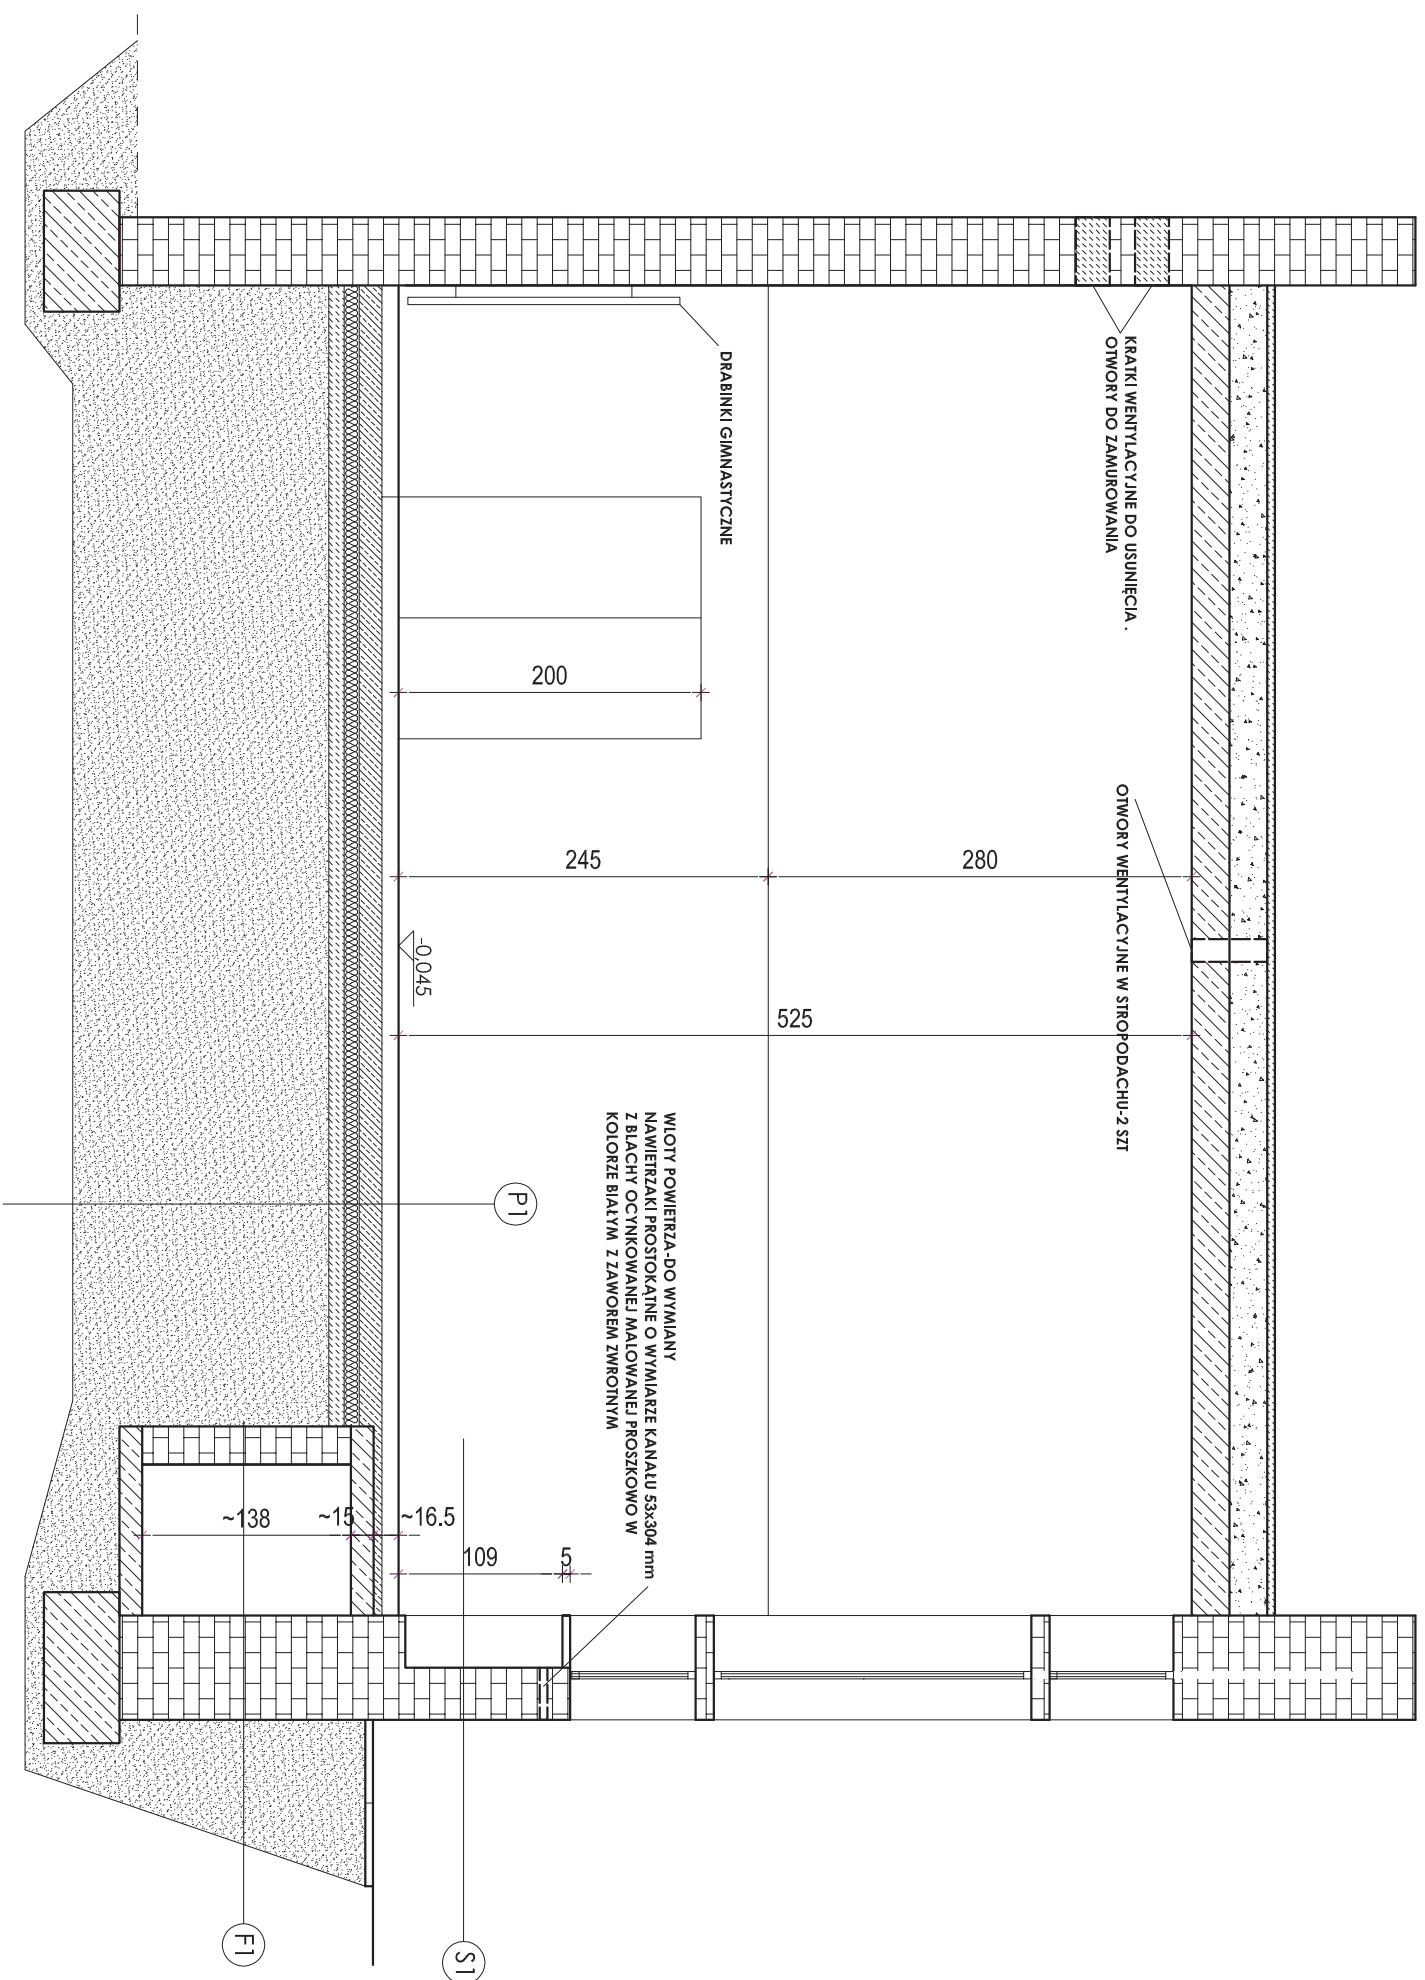 KRATKI WENTYLACYJNE DO USUNIĘCIA .
OTWORY DO ZAMUROWANIA
OTWORY WENTYLACYJNE W STROPODACHU-2 SZT
DRABINKI GIMNASTYCZNE
200
245
280
525
-0,045
WLOTY POWIETRZA-DO WYMIANY
NAWIETRZAKI PROSTOKĄTNE O WYMIARZE KANAŁU 53x304 mm
Z BLACHY OCYNKOWANEJ MALOWANEJ PROSZKOWO W
KOLORZE BIAŁYM Z ZAWOREM ZWROTNYM
P1
~138
~15
~16.5
109
5
F1
S1